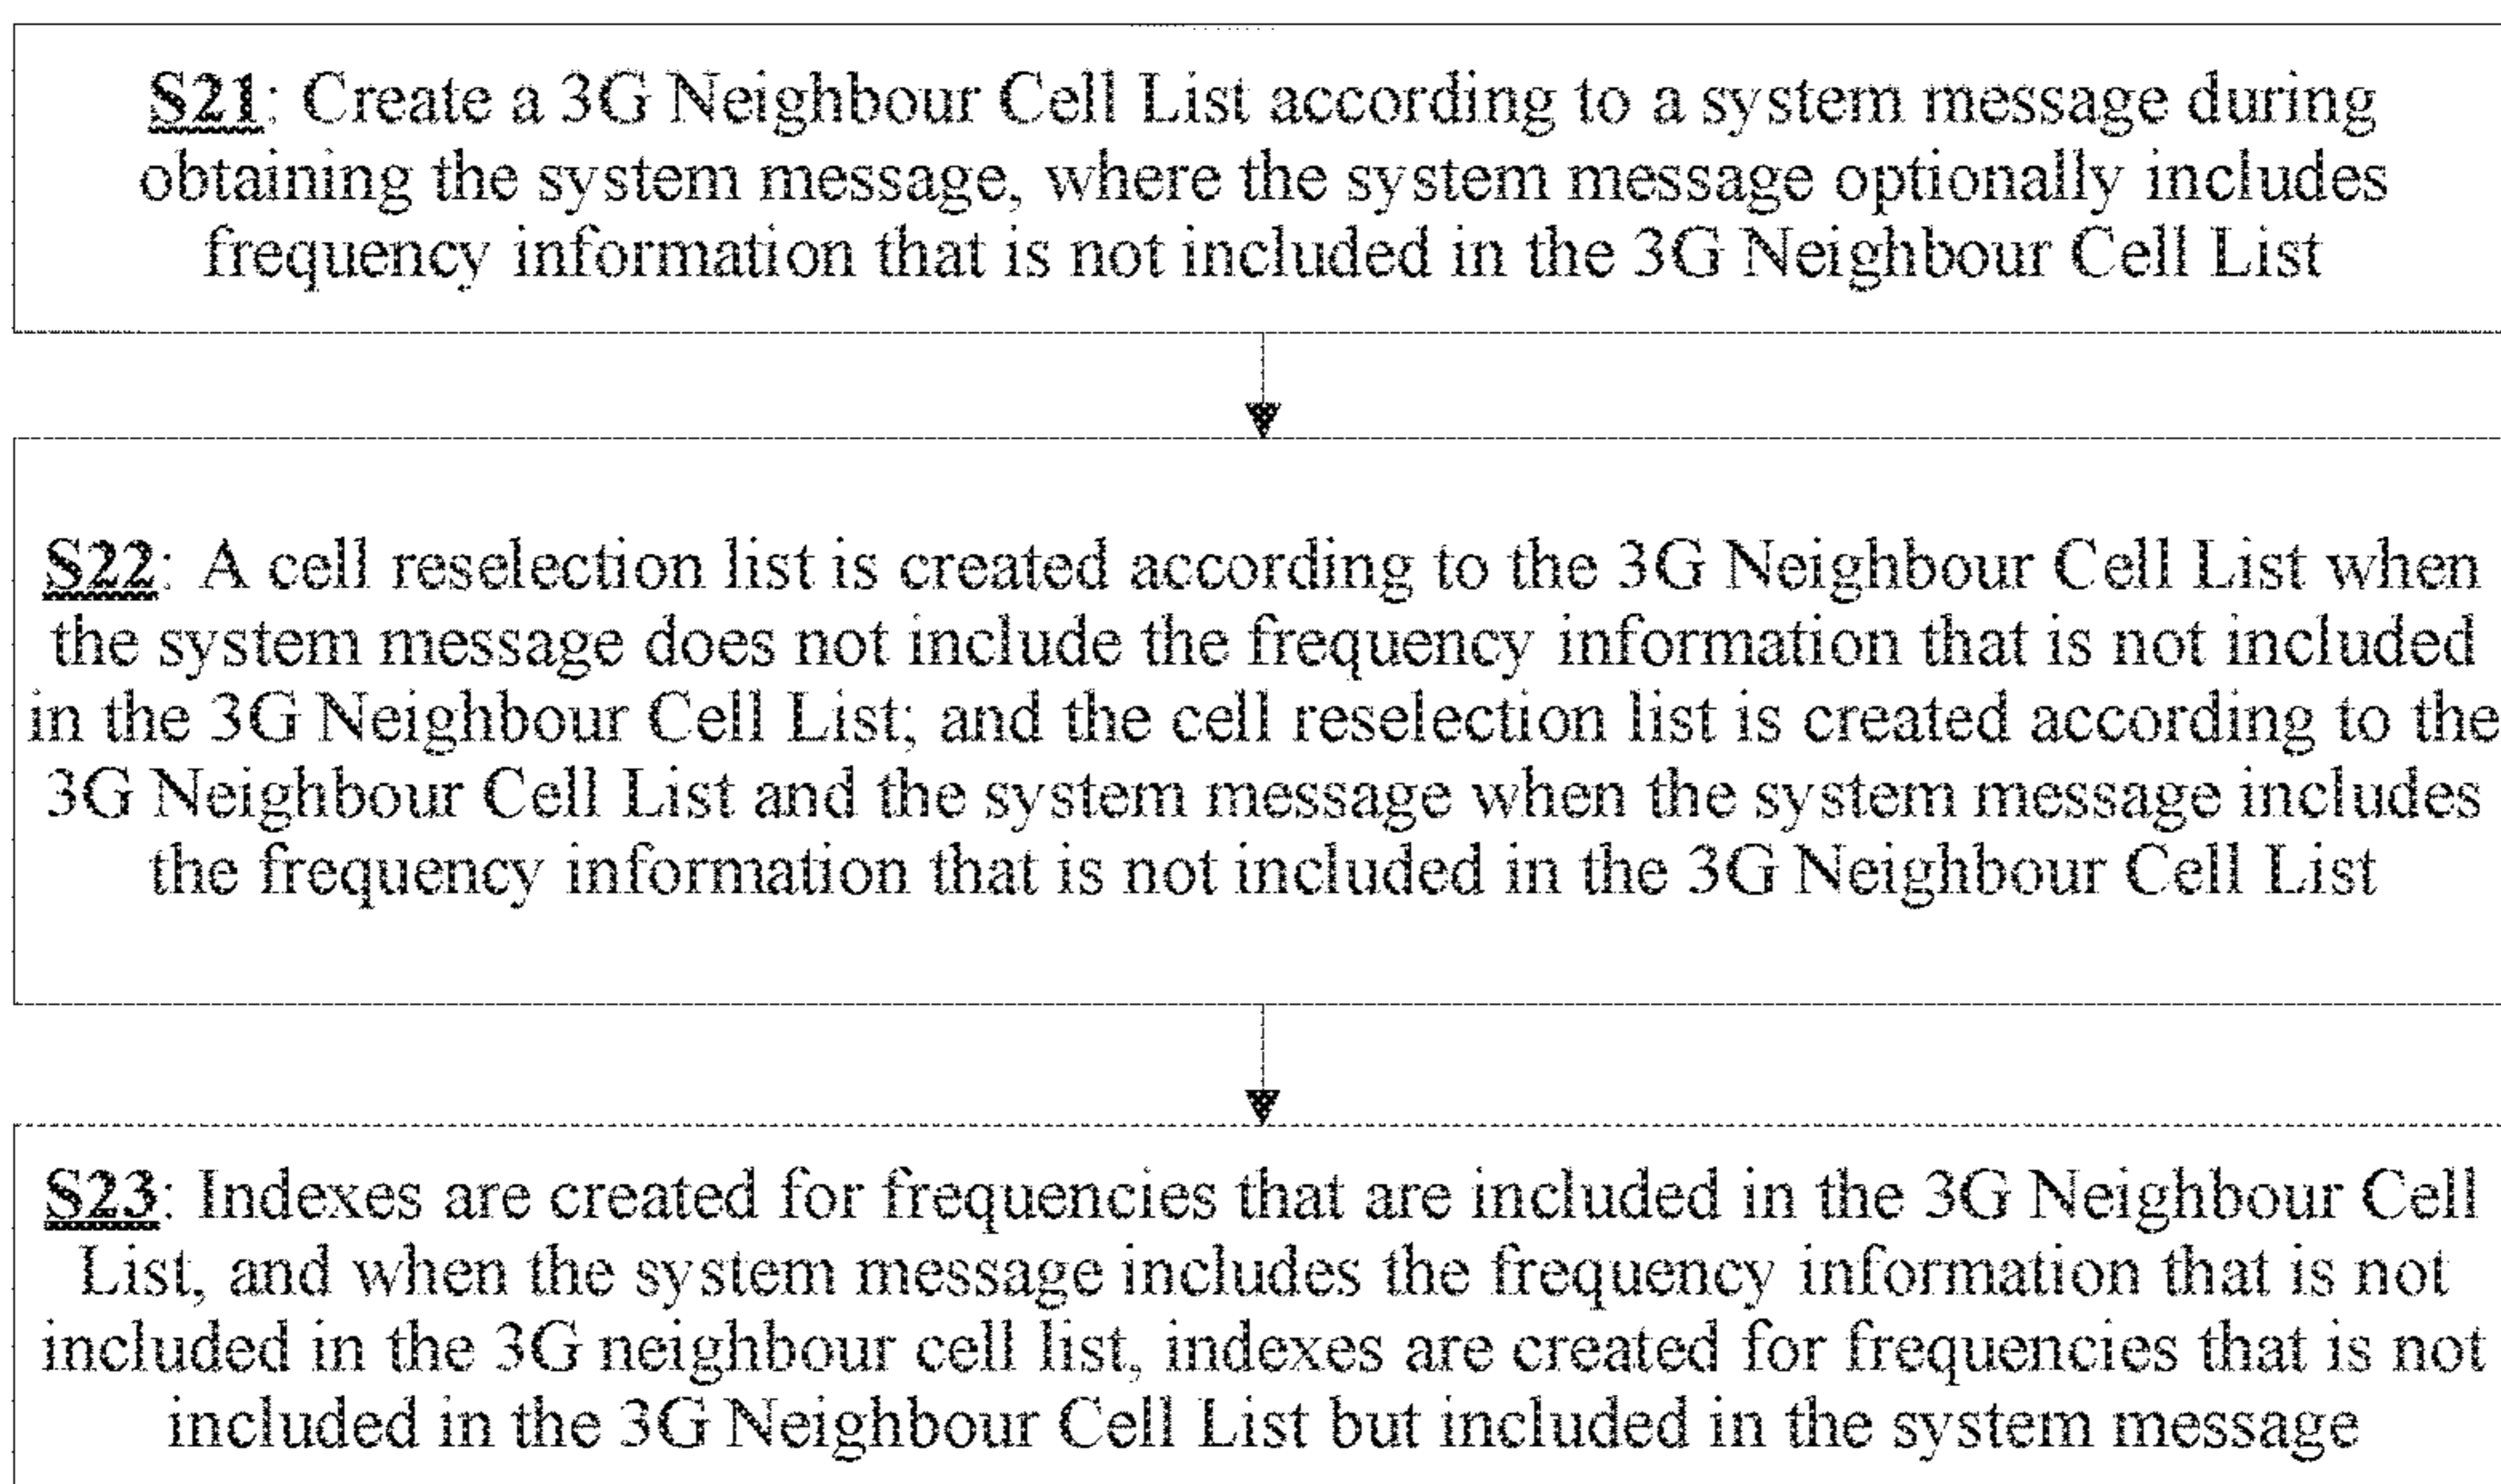 S21: Create a 3G Neighbour Cell List according to a system message during
obtaining the system message, where the system message optionally includes
frequency information that is not included in the 3G Neighbour Cell List
S22: A cell reselection list is created according to the 3G Neighbour Cell List when
the system message does not include the frequency information that is not included
in the 3G Neighbour Cell List; and the cell reselection list is created according to the
3G Neighbour Cell List and the system message when the system message includes
the frequency information that is not included in the 3G Neighbour Cell List
S23: Indexes are created for frequencies that are included in the 3G Neighbour Cell
List, and when the system message includes the frequency information that is not
included in the 3G neighbour cell list, indexes are created for frequencies that is not
included in the 3G Neighbour Cell List but included in the system message